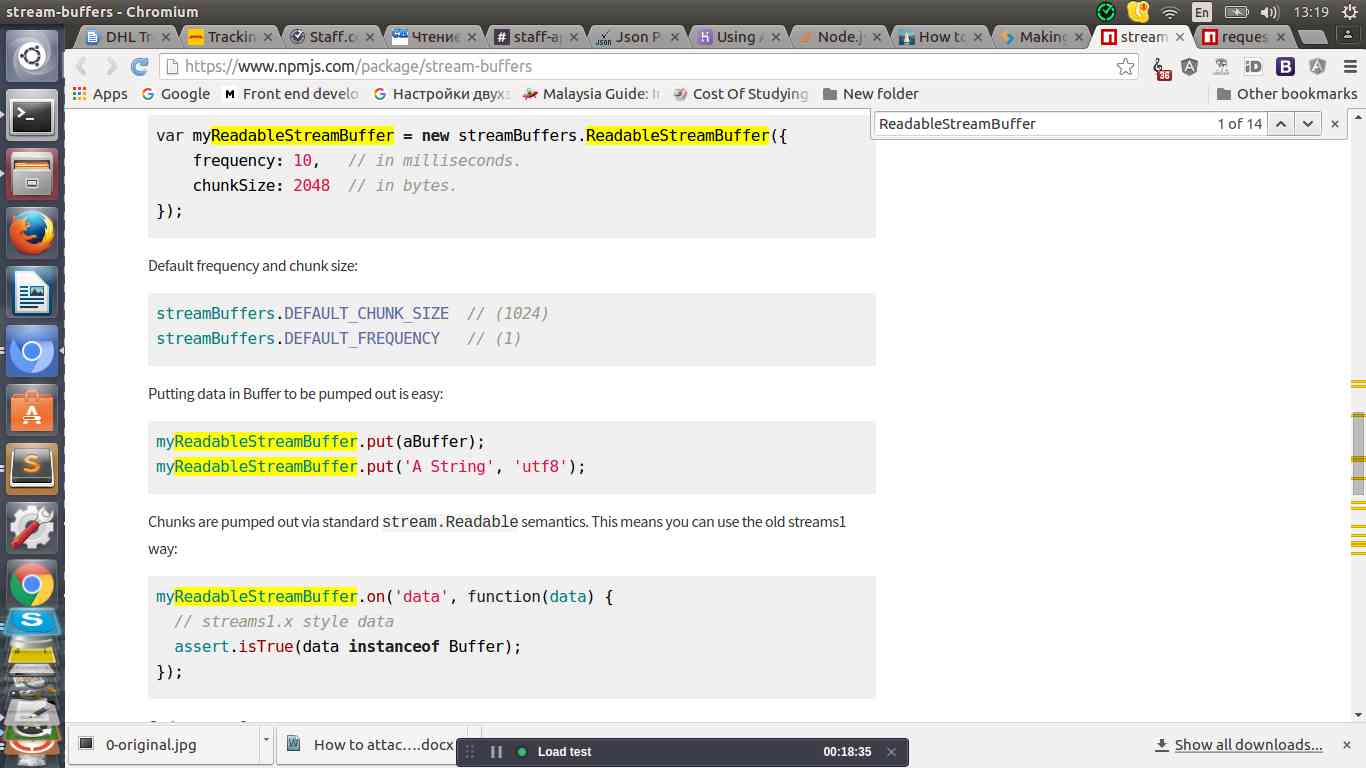 stream-buffers - Chromium
En
13:19
DHL Tr
Trackin
Staff.c
Чтение
staff-a
Json P
Using A
Node.j
How to
Making
stream
reques
https://www.npmjs.com/package/stream-buffers
36
Apps
Google
Front end develo
Настройки двухэ
Malaysia Guide: I
Cost Of Studying
New folder
Other bookmarks
ReadableStreamBuffer
1 of 14
var myReadableStreamBuffer = new streamBuffers.ReadableStreamBuffer({
frequency: 10, // in milliseconds.
chunkSize: 2048 // in bytes.
});
Default frequency and chunk size:
streamBuffers.DEFAULT_CHUNK_SIZE // (1024)
streamBuffers.DEFAULT_FREQUENCY // (1)
Putting data in Buffer to be pumped out is easy:
myReadableStreamBuffer.put(aBuffer);
myReadableStreamBuffer.put('A String', 'utf8');
Chunks are pumped out via standard stream.Readable semantics. This means you can use the old streams1
way:
myReadableStreamBuffer.on('data', function(data) {
// streams1.x style data
assert.isTrue(data instanceof Buffer);
});
0-original.jpg
How to attac....docx
Load test
00:18:35
Show all downloads...